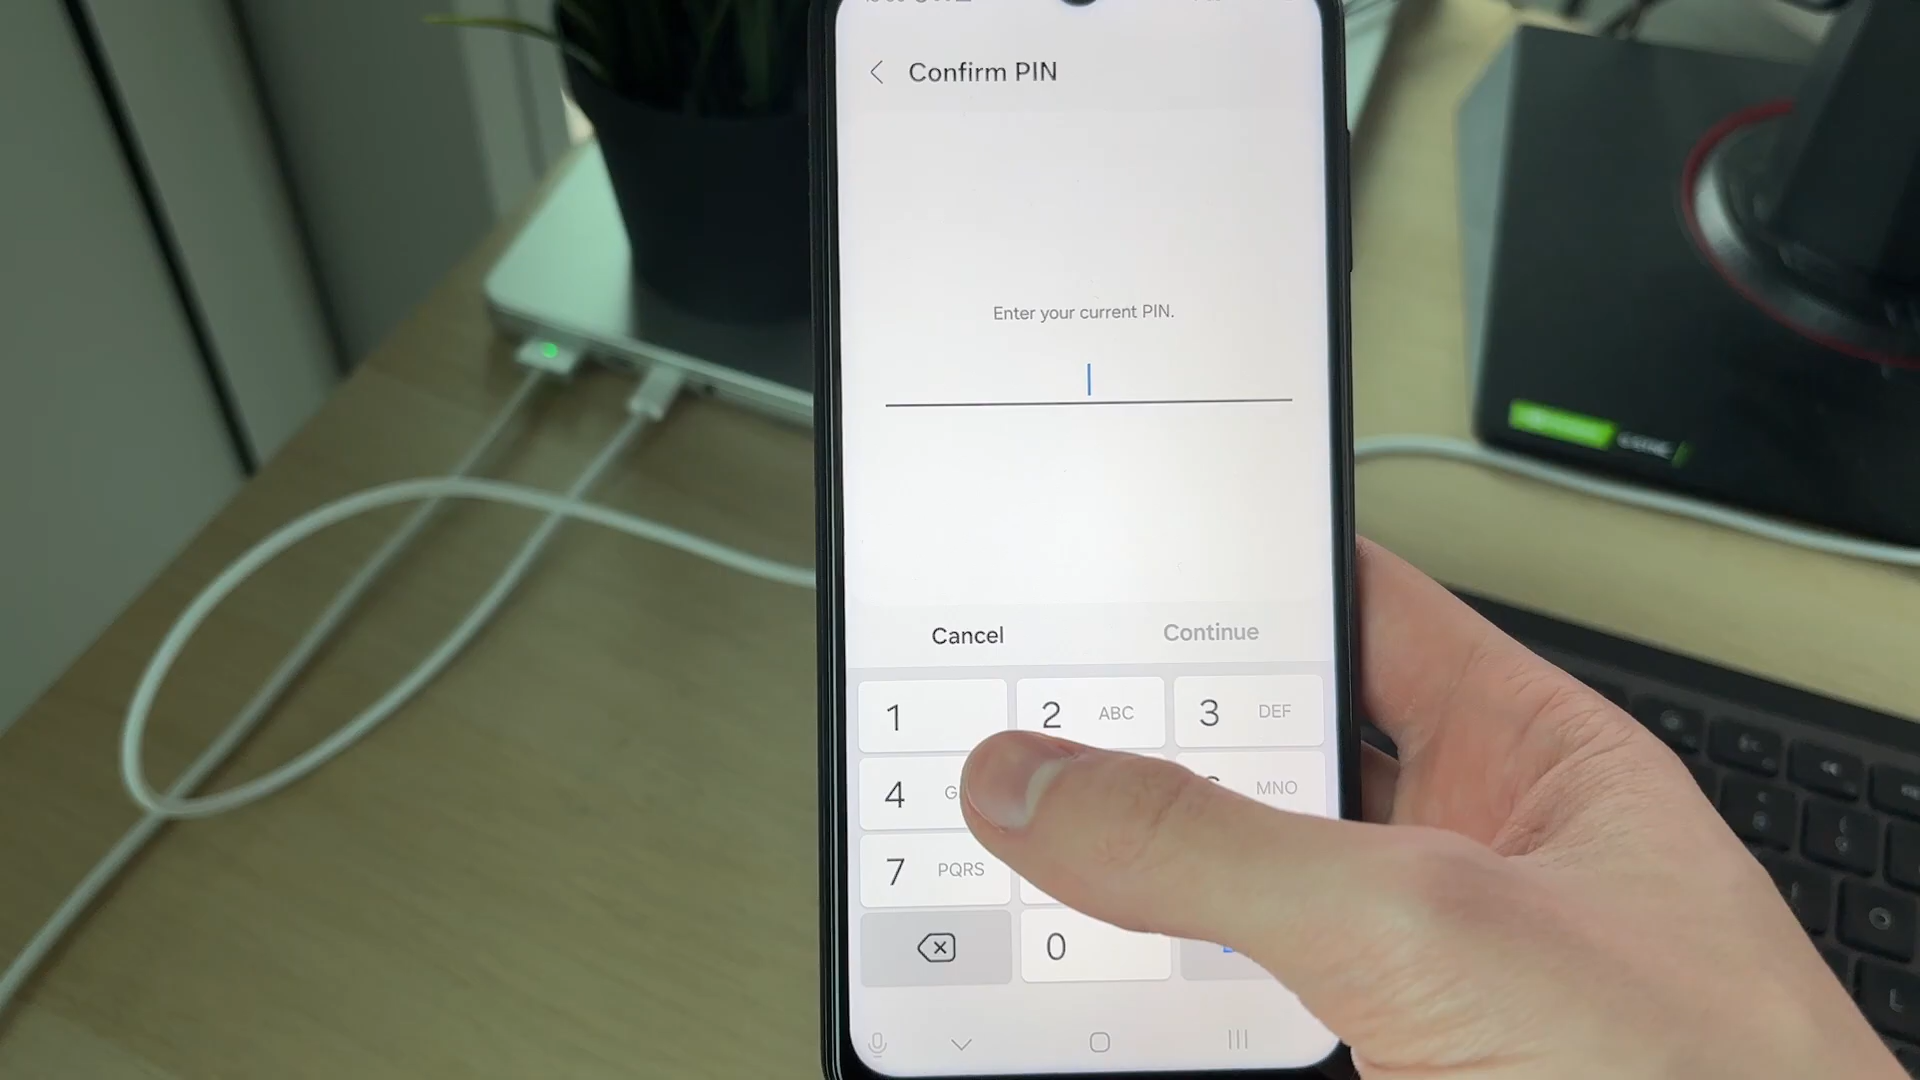 Confirm PIN
Enter your current PIN.
Cancel
Continue
1
2 ABC
3 DEF
4
MNO
7 PQRS
0